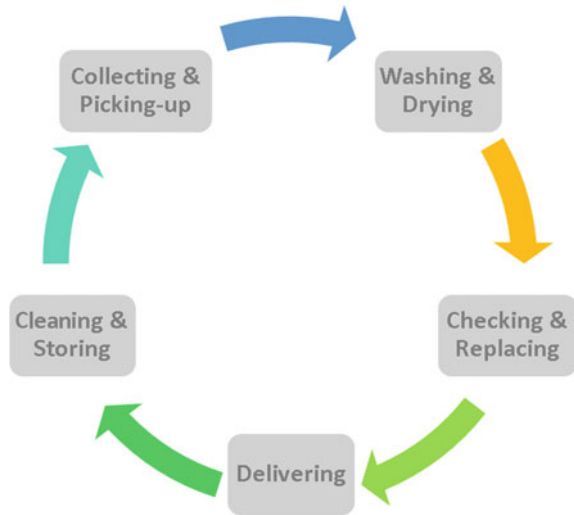 Collecting &
Picking-up
Washing &
Drying
Checking &
Replacing
Delivering
Cleaning &
Storing